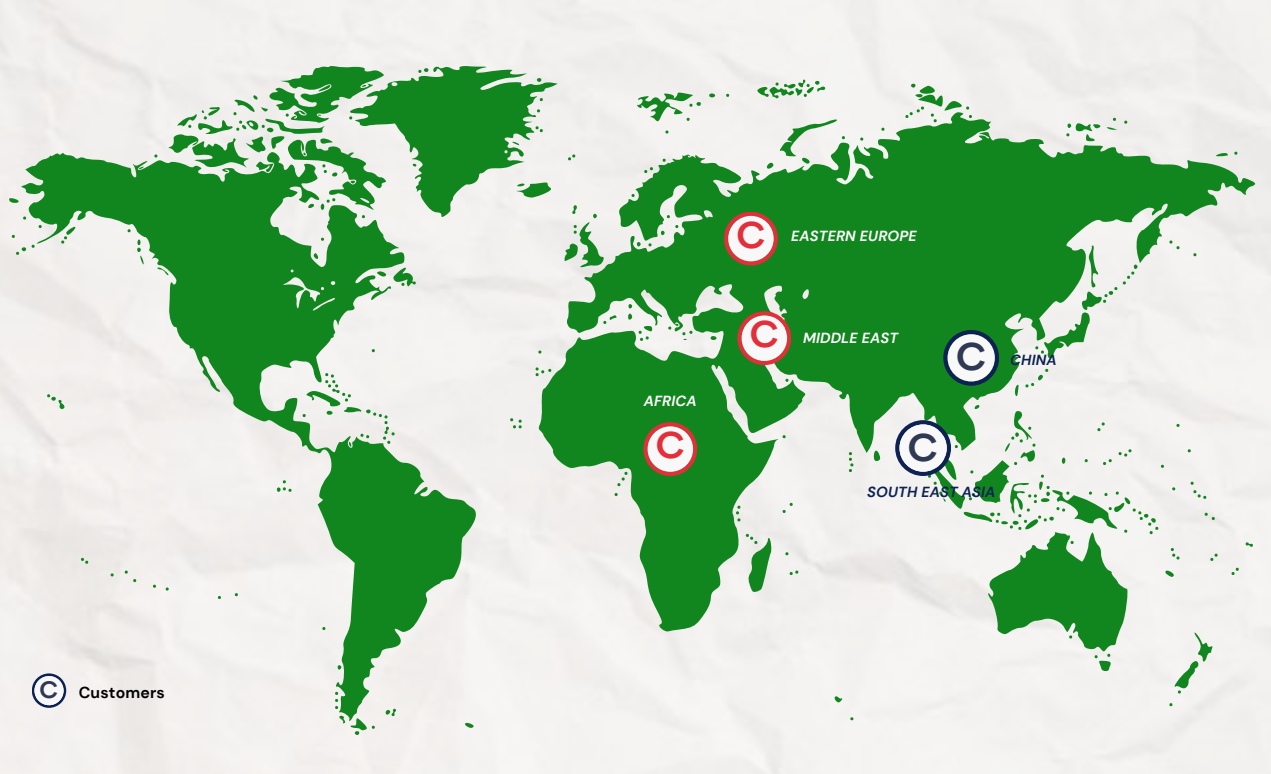 C EASTERN EUROPE
C MIDDLE EAST
C CHINA
AFRICA
C
C
SOUTH EAST ASIA
C Customers